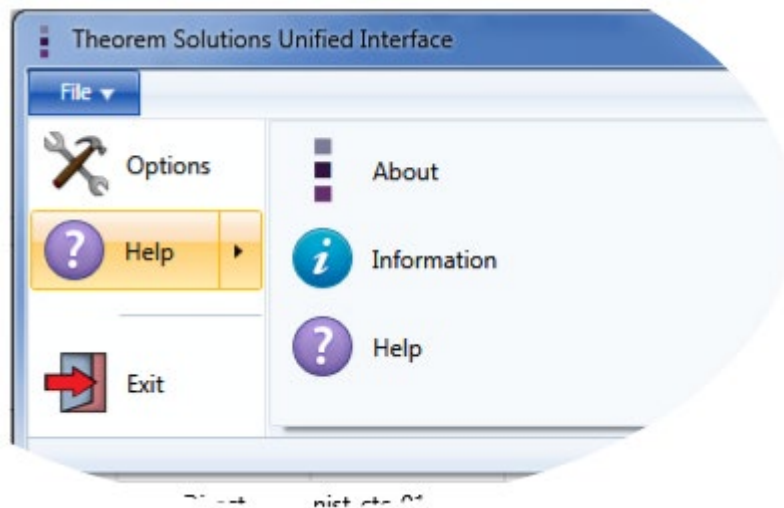 Theorem Solutions Unified Interface
File
Options
Help
Exit
About
Information
Help